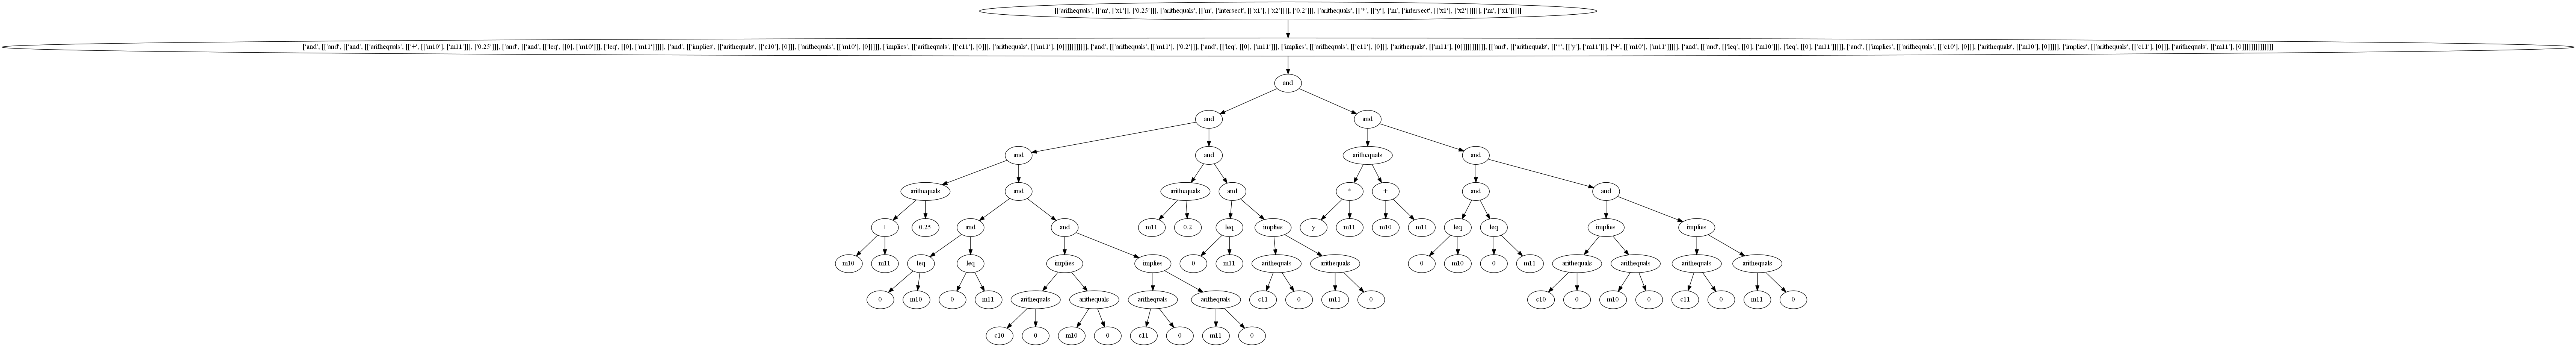 [['arithequals', [['m', ['x1']], ['0.25']]], ['arithequals', [['m', ['intersect', [['x1'], ['x2']]]], ['0.2']]], ['arithequals', [['*', [['y'], ['m', ['intersect', [['x1'], ['x2']]]]]], ['m', ['x1']]]]]
['and', [['and', [['and', [['arithequals', [['+', [['m10'], ['m11']]], ['0.25']]], ['and', [['and', [['leq', [[0], ['m10']]], ['leq', [[0], ['m11']]]]], ['and', [['implies', [['arithequals', [['c10'], [0]]], ['arithequals', [['m10'], [0]]]]], ['implies', [['arithequals', [['c11'], [0]]], ['arithequals', [['m11'], [0]]]]]]]]]]], ['and', [['arithequals', [['m11'], ['0.2']]], ['and', [['leq', [[0], ['m11']]], ['implies', [['arithequals', [['c11'], [0]]], ['arithequals', [['m11'], [0]]]]]]]]]]], [['and', [['arithequals', [['*', [['y'], ['m11']]], ['+', [['m10'], ['m11']]]]], ['and', [['and', [['leq', [[0], ['m10']]], ['leq', [[0], ['m11']]]]], ['and', [['implies', [['arithequals', [['c10'], [0]]], ['arithequals', [['m10'], [0]]]]], ['implies', [['arithequals', [['c11'], [0]]], ['arithequals', [['m11'], [0]]]]]]]]]]]]]]
and
and and
and and arithequals and
arithequals and arithequals and * + and and
+ 0.25 and and m11 0.2 leq implies y m11 m10 m11 leq leq implies implies
m10 m11 leq leq implies implies 0 m11 arithequals arithequals 0 m10 0 m11 arithequals arithequals arithequals arithequals
0 m10 0 m11 arithequals arithequals arithequals arithequals c11 0 m11 0 c10 0 m10 0 c11 0 m11 0
c10 0 m10 0 c11 0 m11 0